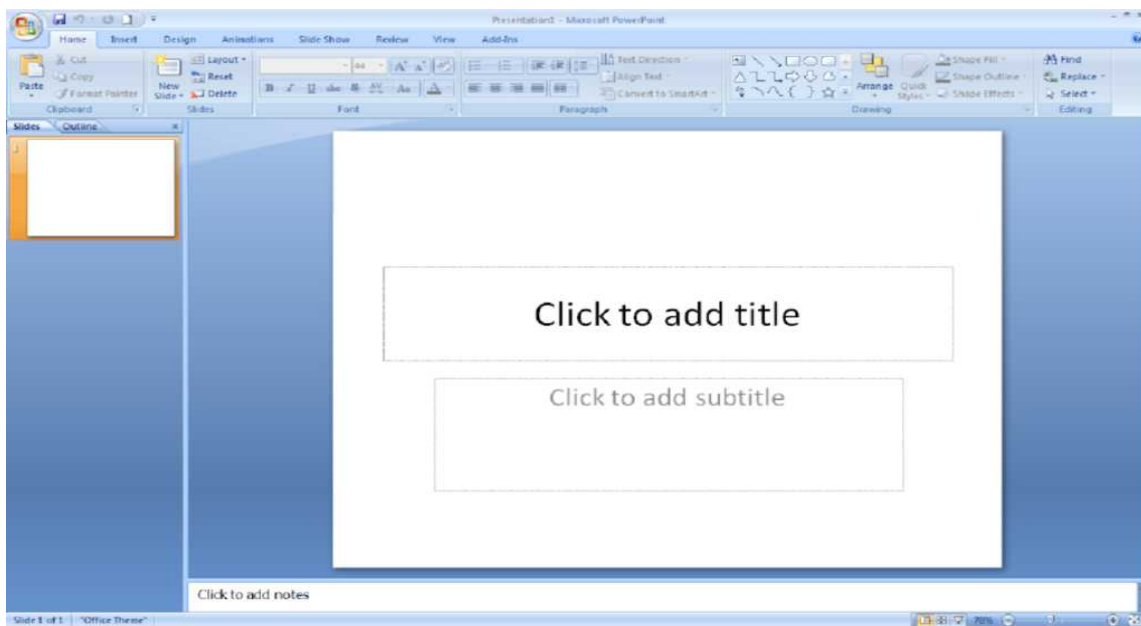 Presentation1 - Microsoft PowerPoint
Home Insert Design Animations Slide Show Review View Add-Ins
Paste
Cut
Copy
Format Painter
Clipboard
New Slide
Layout
Reset
Delete
Slides
Font
Text Direction
Align Text
Convert to SmartArt
Paragraph
Arrange
Quick Styles
Shape Fill
Shape Outline
Shape Effects
Drawing
Find
Replace
Select
Editing
Slides Outline
1
Click to add title
Click to add subtitle
Click to add notes
Slide 1 of 1 "Office Theme" 70%